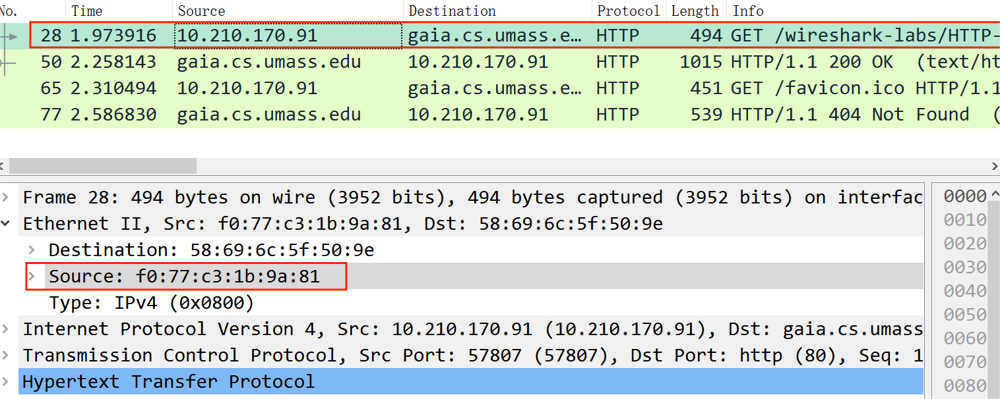 No. Time Source Destination Protocol Length Info
28 1.973916 10.210.170.91 gaia.cs.umass.e… HTTP 494 GET /wireshark-labs/HTTP-
50 2.258143 gaia.cs.umass.edu 10.210.170.91 HTTP 1015 HTTP/1.1 200 OK (text/ht
65 2.310494 10.210.170.91 gaia.cs.umass.e… HTTP 451 GET /favicon.ico HTTP/1.1
77 2.586830 gaia.cs.umass.edu 10.210.170.91 HTTP 539 HTTP/1.1 404 Not Found (
Frame 28: 494 bytes on wire (3952 bits), 494 bytes captured (3952 bits) on interfac
Ethernet II, Src: f0:77:c3:1b:9a:81, Dst: 58:69:6c:5f:50:9e
Destination: 58:69:6c:5f:50:9e
Source: f0:77:c3:1b:9a:81
Type: IPv4 (0x0800)
Internet Protocol Version 4, Src: 10.210.170.91 (10.210.170.91), Dst: gaia.cs.umass
Transmission Control Protocol, Src Port: 57807 (57807), Dst Port: http (80), Seq: 1
Hypertext Transfer Protocol
0000
0010
0020
0030
0040
0050
0060
0070
0080